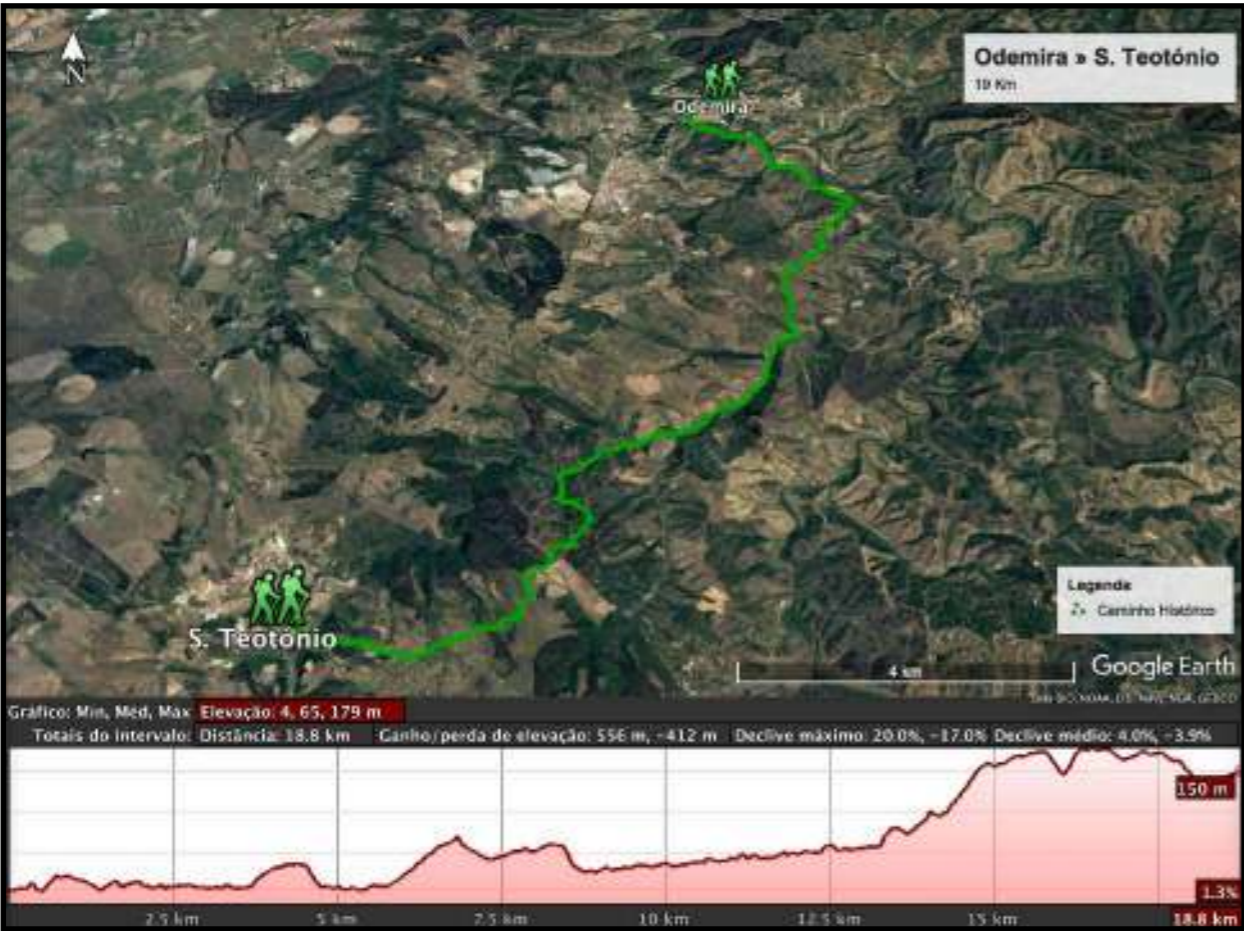 N
Odemira » S. Teotónio
19 Km
Odemira
S. Teotónio
Legenda
Caminho Histórico
4 km
Google Earth
Gráfico: Min, Méd, Máx Elevação: 4, 65, 179 m
Totais do intervalo: Distância: 18.8 km Ganho/perda de elevação: 556 m, -412 m Declive máximo: 20.0%, -17.0% Declive médio: 4.0%, -3.9%
150 m
1.3%
2.5 km 5 km 7.5 km 10 km 12.5 km 15 km 18.8 km